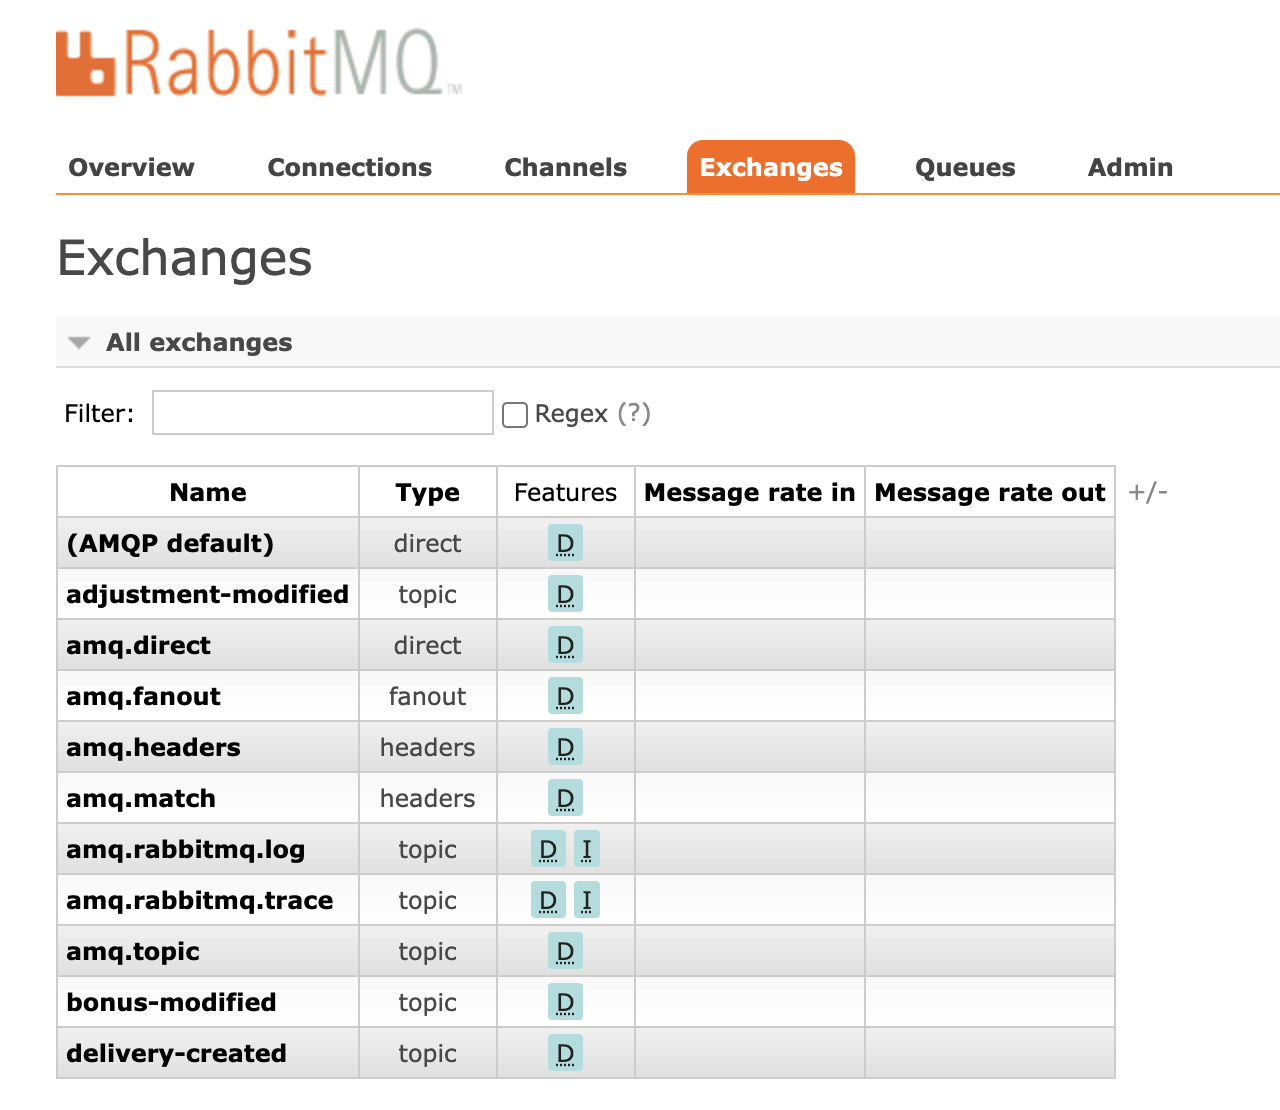 RabbitMQ™
Overview Connections Channels Exchanges Queues Admin
Exchanges
All exchanges
Filter: Regex (?)
Name Type Features Message rate in Message rate out +/-
(AMQP default) direct D
adjustment-modified topic D
amq.direct direct D
amq.fanout fanout D
amq.headers headers D
amq.match headers D
amq.rabbitmq.log topic D I
amq.rabbitmq.trace topic D I
amq.topic topic D
bonus-modified topic D
delivery-created topic D